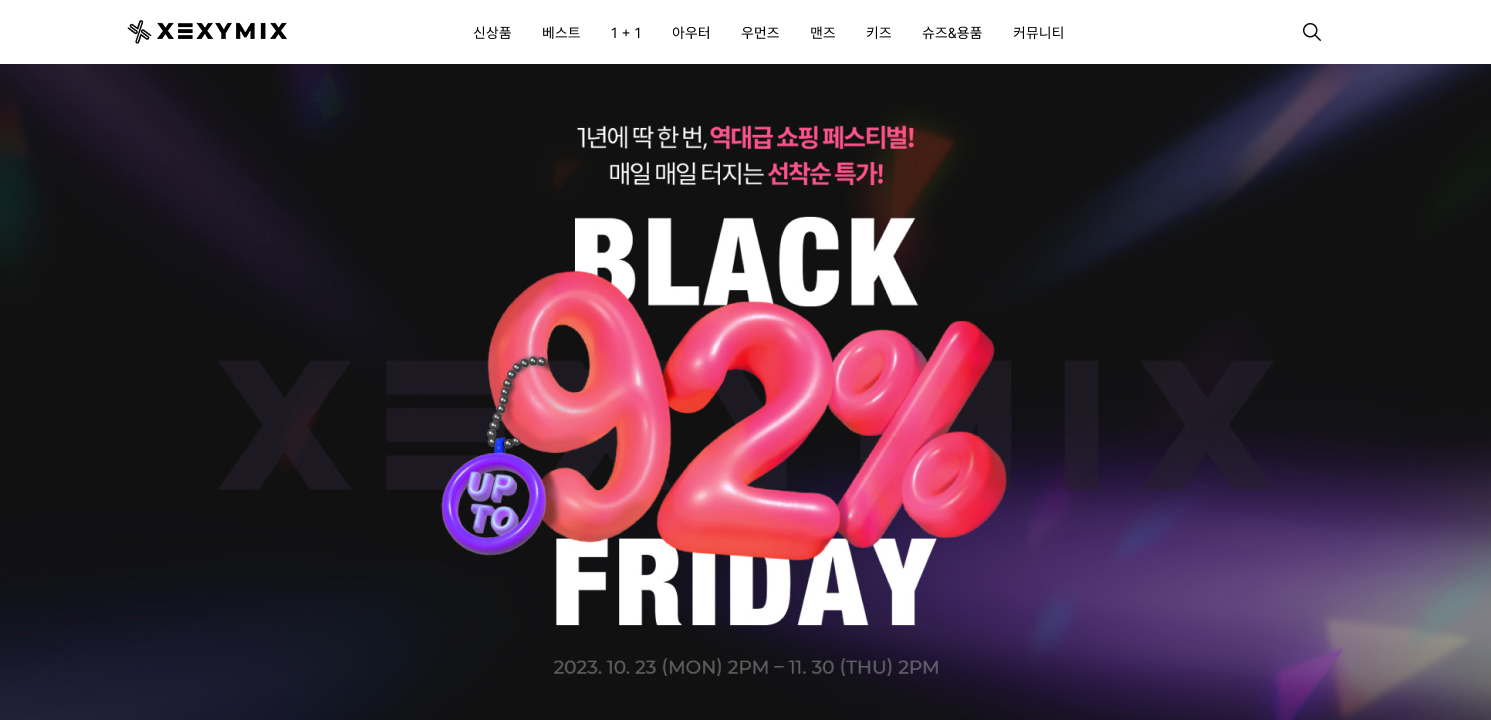 XEXYMIX
신상품
베스트
1 + 1
아우터
우먼즈
맨즈
키즈
슈즈&용품
커뮤니티
1년에 딱 한 번, 역대급 쇼핑 페스티벌!
매일 매일 터지는 선착순 특가!
BLACK
92%
UP
TO
XEXYMIX
FRIDAY
2023. 10. 23 (MON) 2PM – 11. 30 (THU) 2PM